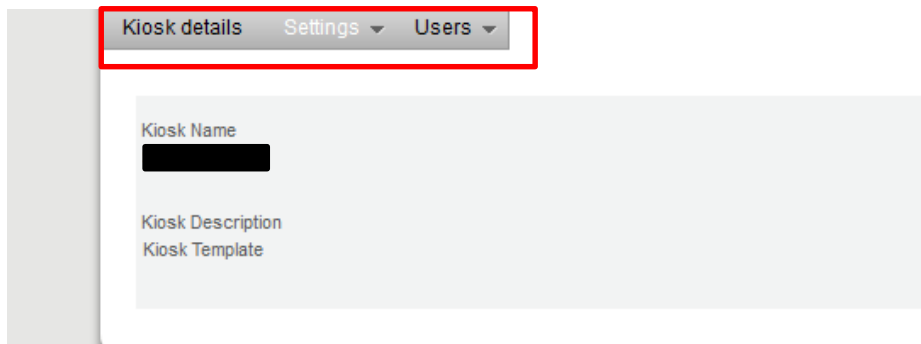 Kiosk details Settings Users
Kiosk Name
Kiosk Description
Kiosk Template